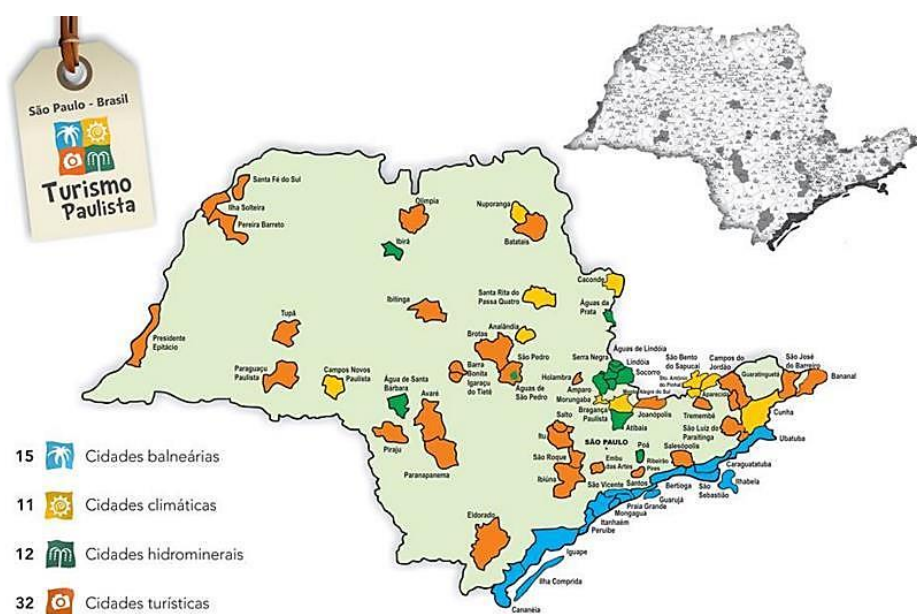 São Paulo - Brasil
Turismo
Paulista
Santa Fé do Sul
Ilha Solteira
Pereira Barreto
Olímpia
Nuporanga
Batatais
Ibirá
Caconde
Águas da
Prata
Santa Rita do
Passa Quatro
Ibitinga
Tupã
Analândia
Brotas
Presidente
Epitácio
Paraguaçu
Paulista
Campos Novos
Paulista
Barra
Bonita
Igaraçu
do Tietê
São Pedro
Águas de
São Pedro
Águas de Lindóia
Serra Negra
Lindóia
Socorro
Holambra
Amparo
Morungaba
São Bento
do Sapucaí
Campos do
Jordão
São José
do Barreiro
Guaratinguetá
Bananal
Aparecida
Água de Santa
Bárbara
Avaré
Bragança
Paulista
Joanópolis
Tremembé
Cunha
Salto
Atibaia
São Luiz do
Paraitinga
Ubatuba
Itu
SÃO PAULO
Poá
Salesópolis
Piraju
São Roque
Embu
das Artes
Ribeirão
Pires
Caraguatatuba
Paranapanema
Ibiúna
São Vicente
Santos
Bertioga
São
Sebastião
Ilhabela
Guarujá
Praia Grande
Mongaguá
Itanhaém
Peruíbe
Eldorado
Iguape
Ilha Comprida
Cananéia
15 Cidades balneárias
11 Cidades climáticas
12 Cidades hidrominerais
32 Cidades turísticas